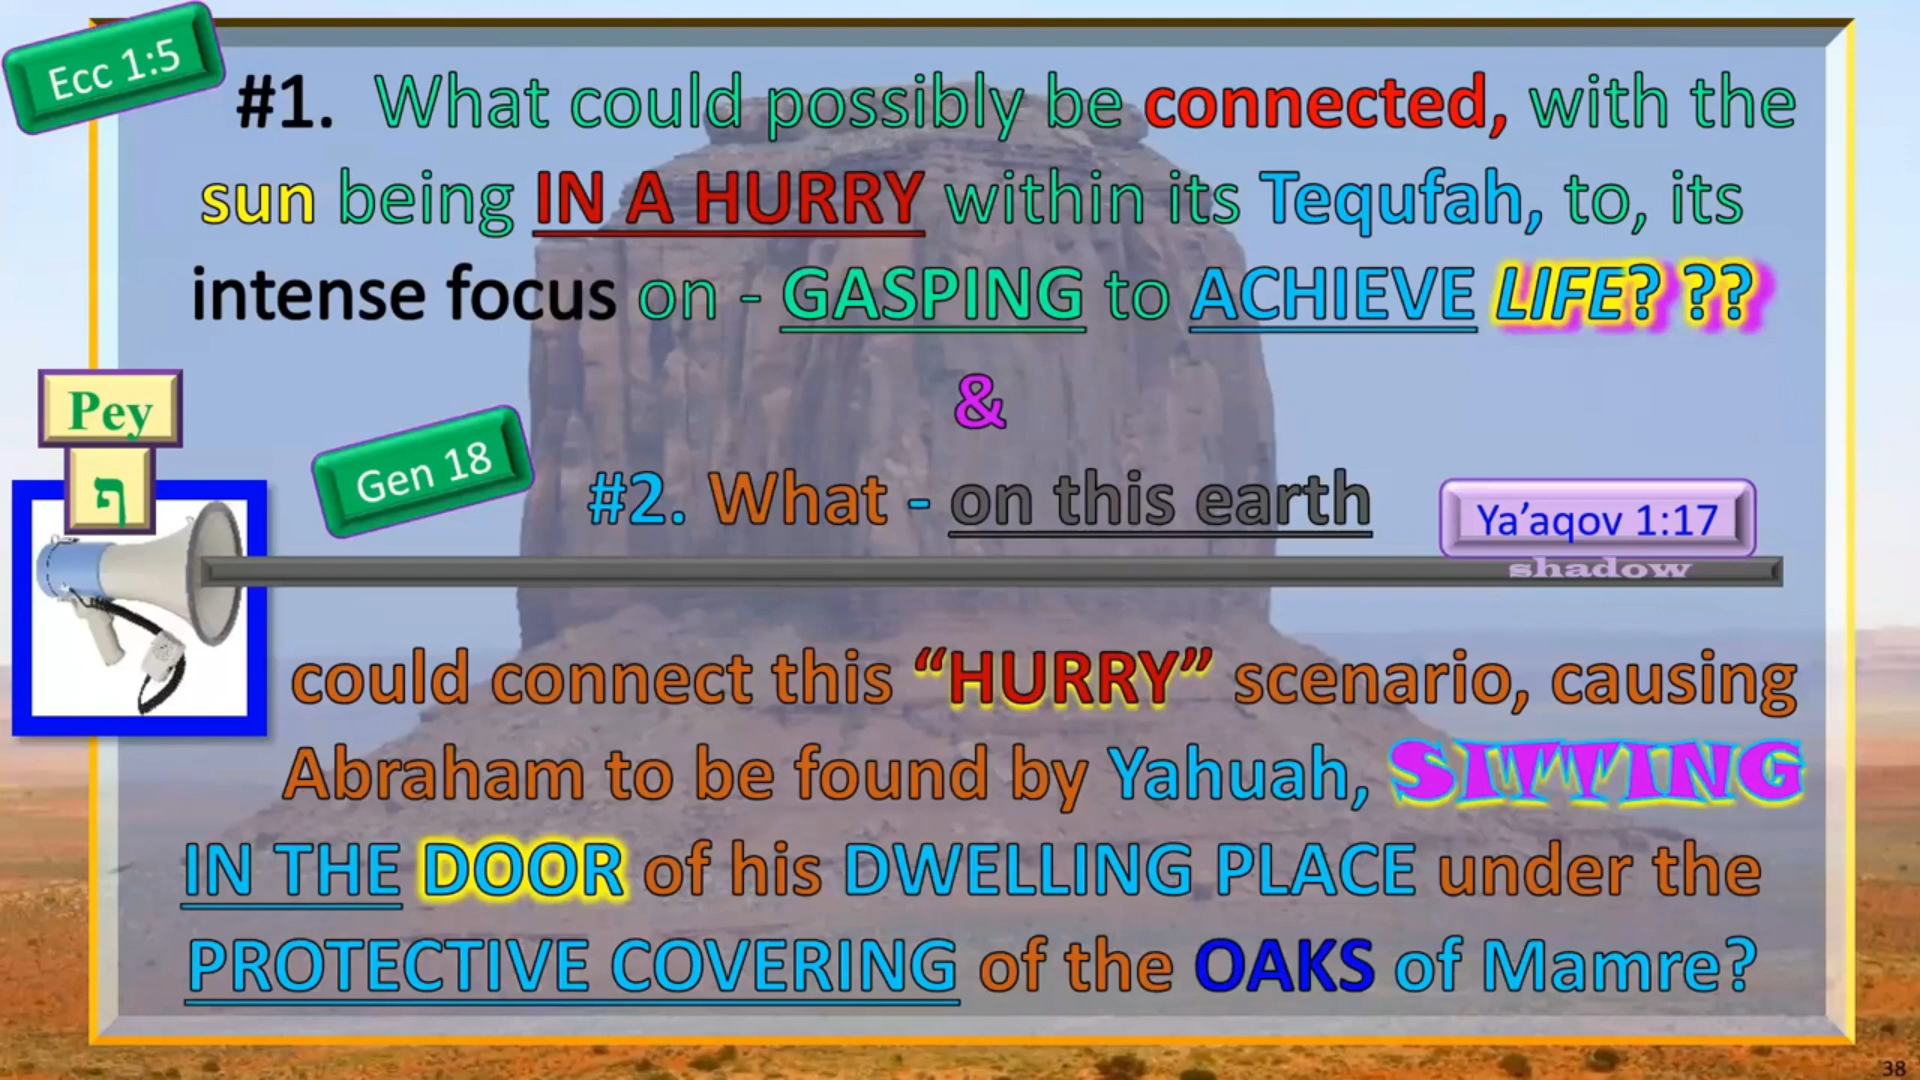 Ecc 1:5
#1. What could possibly be connected, with the
sun being IN A HURRY within its Tequfah, to, its
intense focus on - GASPING to ACHIEVE LIFE? ??
&
Pey
ף
Gen 18
#2. What - on this earth
Ya’aqov 1:17
shadow
could connect this “HURRY” scenario, causing
Abraham to be found by Yahuah, SITTING
IN THE DOOR of his DWELLING PLACE under the
PROTECTIVE COVERING of the OAKS of Mamre?
38